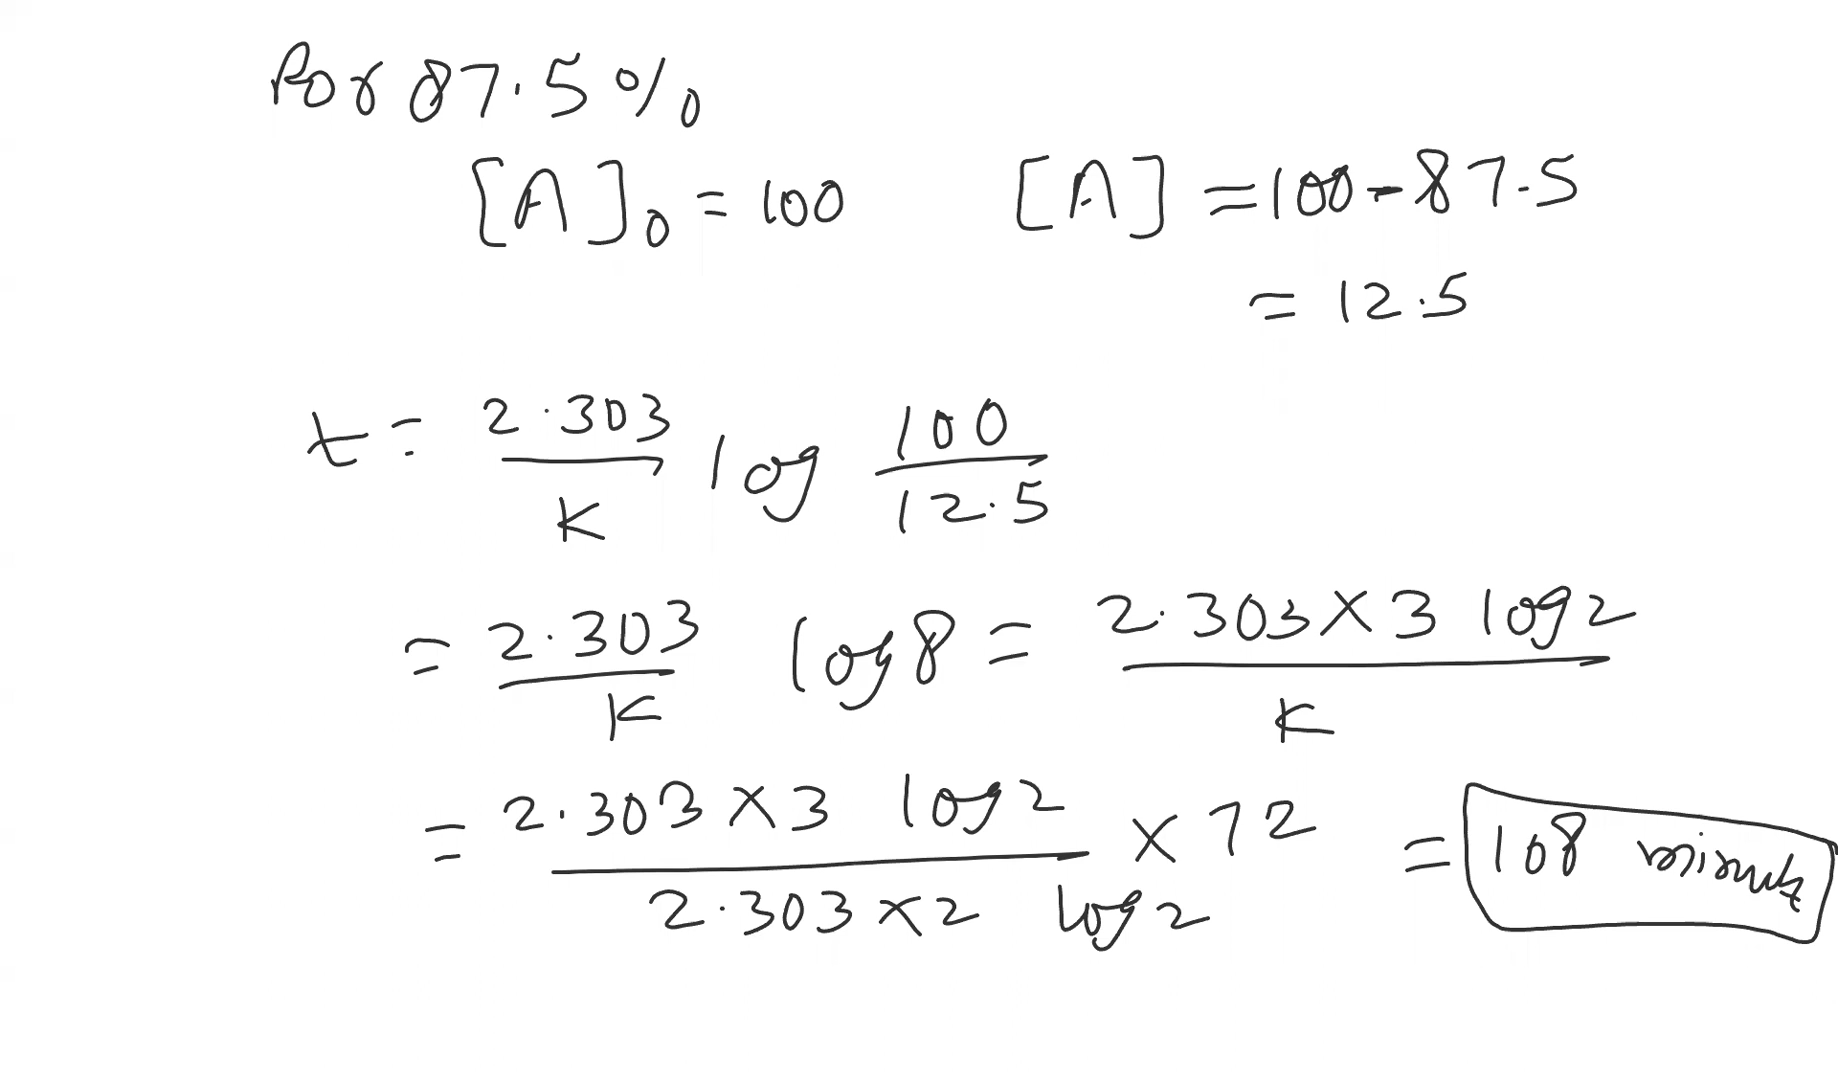 For 87.5%
[A]₀ = 100 [A] = 100 - 87.5
= 12.5
t = 2.303/K log 100/12.5
= 2.303/K log 8 = 2.303 × 3 log 2/K
= 2.303 × 3 log 2/2.303 × 2 log 2 × 72 = 108 minute